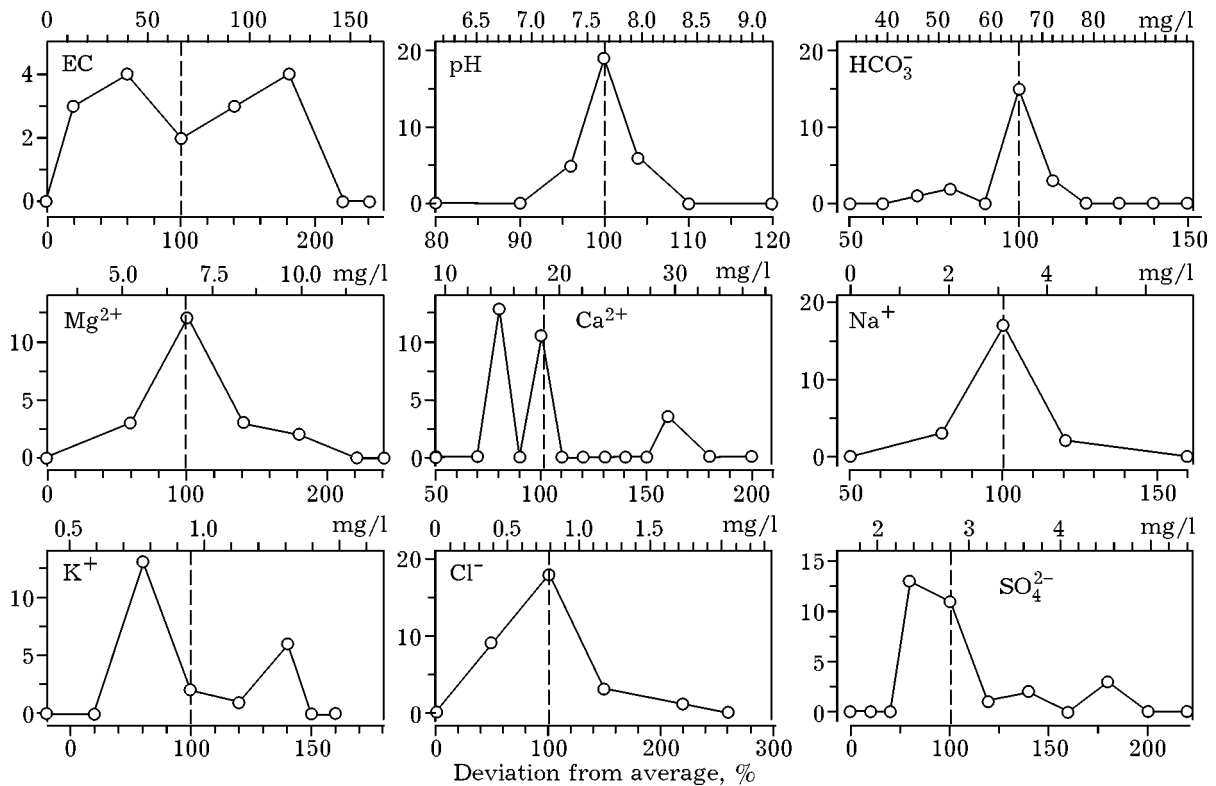 0 50 100 150
6.5 7.0 7.5 8.0 8.5 9.0
40 50 60 70 80 mg/l
EC
pH
HCO₃⁻
4
2
0
20
10
0
20
10
0
0 100 200
80 90 100 110 120
50 100 150
5.0 7.5 10.0 mg/l
10 20 30 mg/l
0 2 4 mg/l
Mg²⁺
Ca²⁺
Na⁺
10
5
0
10
5
0
20
10
0
0 100 200
50 100 150 200
50 100 150
0.5 1.0 mg/l
0 0.5 1.0 1.5 mg/l
2 3 4 mg/l
K⁺
Cl⁻
SO₄²⁻
10
5
0
20
10
0
15
10
5
0
0 100 150
0 100 200 300
0 100 200
Deviation from average, %